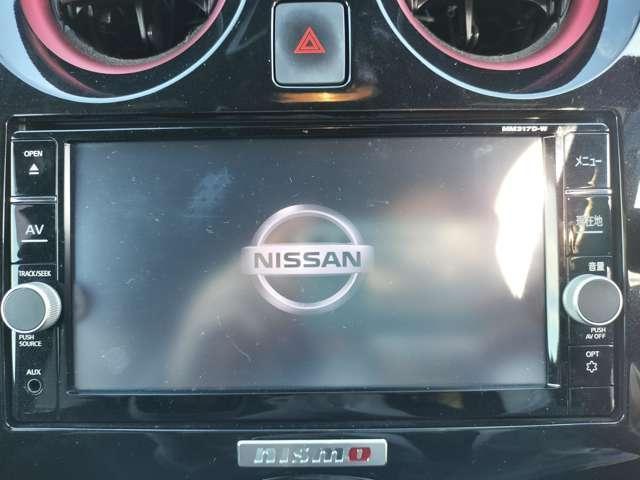 MM317D-W
OPEN
メニュー
AV
現在地
NISSAN
TRACK/SEEK
音量
PUSH
SOURCE
PUSH
AV OFF
AUX
OPT
nismo